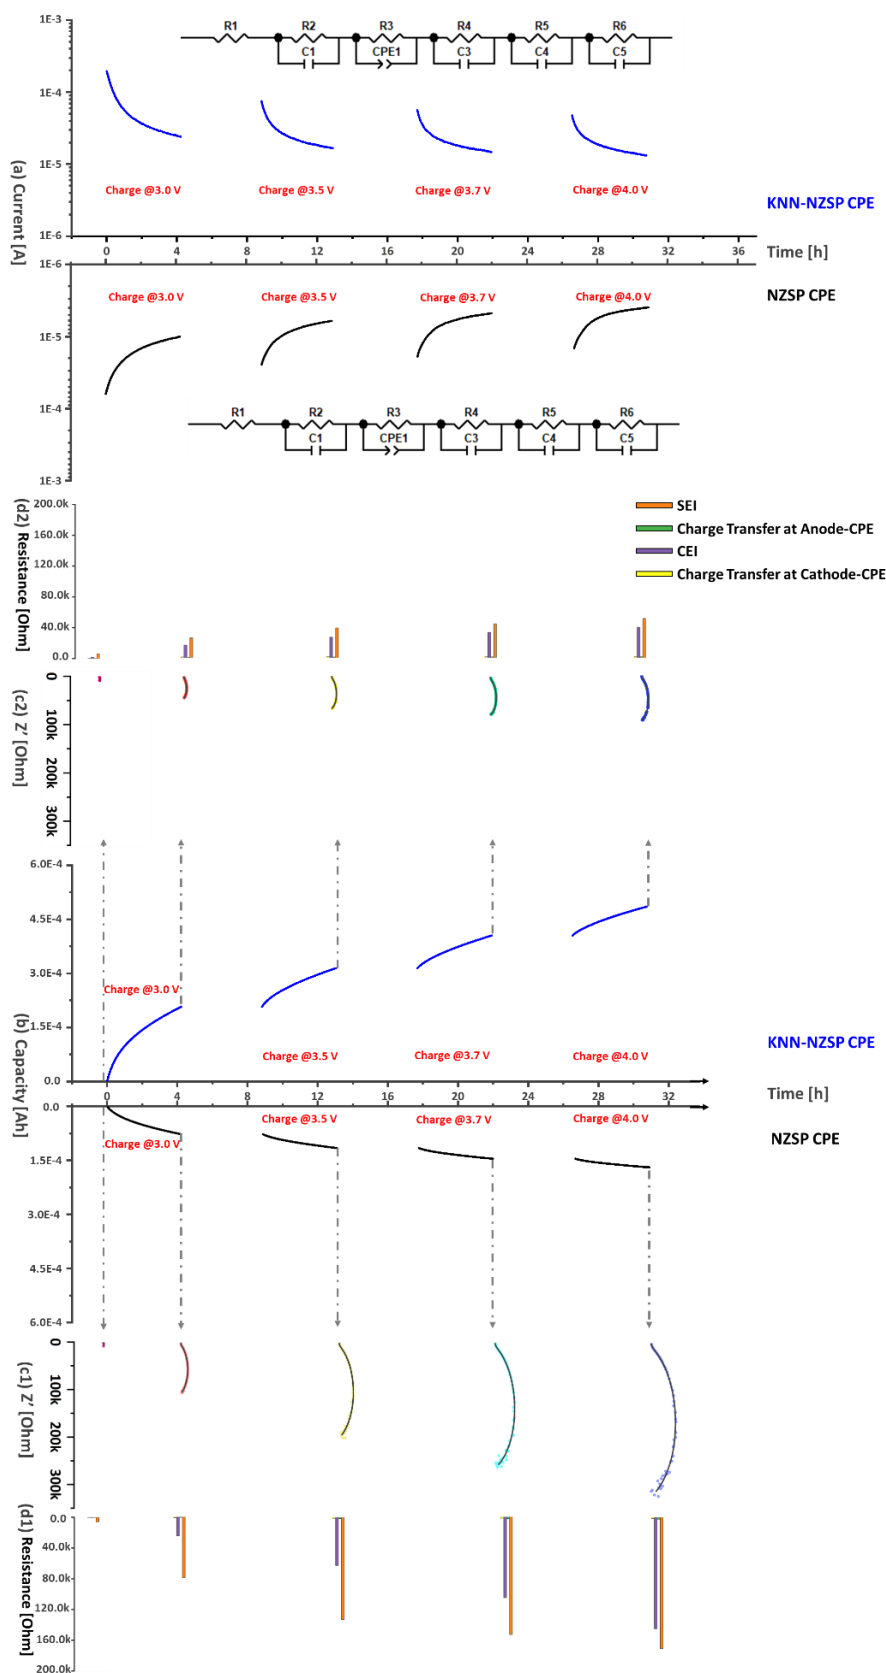 R1 R2 R3 R4 R5 R6
C1 CPE1 C3 C4 C5
(a) Current [A]
1E-3
1E-4
1E-5
1E-6
Charge @3.0 V Charge @3.5 V Charge @3.7 V Charge @4.0 V
KNN-NZSP CPE
0 4 8 12 16 20 24 28 32 36
Time [h]
1E-6
1E-5
1E-4
1E-3
Charge @3.0 V Charge @3.5 V Charge @3.7 V Charge @4.0 V
NZSP CPE
R1 R2 R3 R4 R5 R6
C1 CPE1 C3 C4 C5
(d2) Resistance [Ohm]
200.0k
160.0k
120.0k
80.0k
40.0k
0.0
SEI
Charge Transfer at Anode-CPE
CEI
Charge Transfer at Cathode-CPE
(c2) Z' [Ohm]
0
100k
200k
300k
(b) Capacity [Ah]
6.0E-4
4.5E-4
3.0E-4
1.5E-4
0.0
Charge @3.0 V
Charge @3.5 V Charge @3.7 V Charge @4.0 V
KNN-NZSP CPE
0 4 8 12 16 20 24 28 32
Time [h]
0.0
1.5E-4
3.0E-4
4.5E-4
6.0E-4
Charge @3.5 V Charge @3.7 V Charge @4.0 V
Charge @3.0 V
NZSP CPE
(c1) Z' [Ohm]
0
100k
200k
300k
(d1) Resistance [Ohm]
0.0
40.0k
80.0k
120.0k
160.0k
200.0k